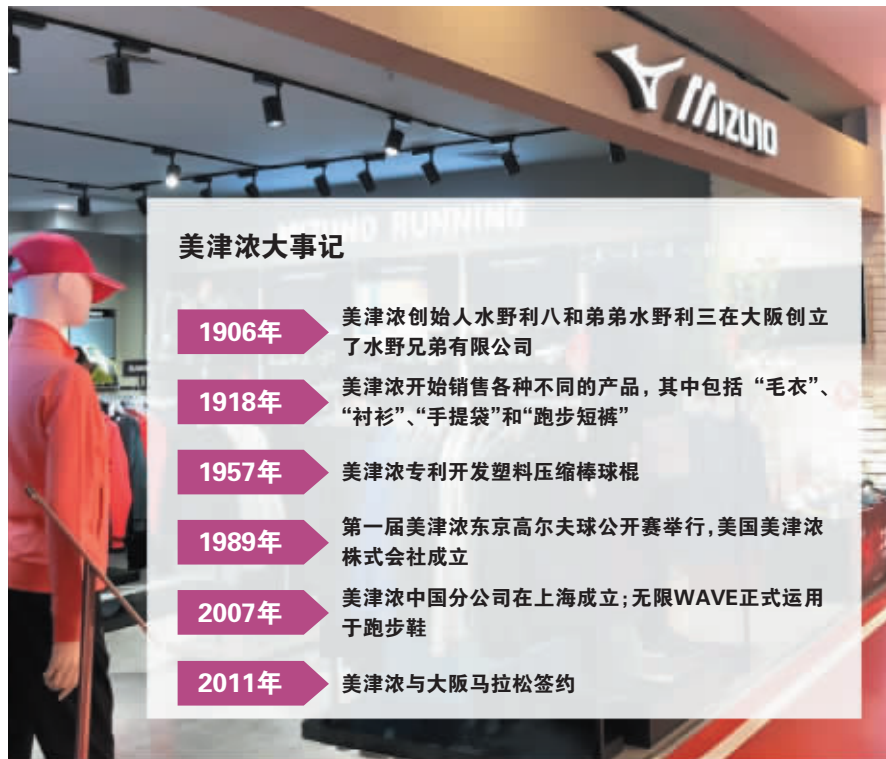 MIZUNO
MIZUNO RUNNING
美津浓大事记
1906年
美津浓创始人水野利八和弟弟水野利三在大阪创立
了水野兄弟有限公司
1918年
美津浓开始销售各种不同的产品，其中包括“毛衣”、
“衬衫”、“手提袋”和“跑步短裤”
1957年
美津浓专利开发塑料压缩棒球棍
1989年
第一届美津浓东京高尔夫球公开赛举行，美国美津浓
株式会社成立
2007年
美津浓中国分公司在上海成立；无限WAVE正式运用
于跑步鞋
2011年
美津浓与大阪马拉松签约